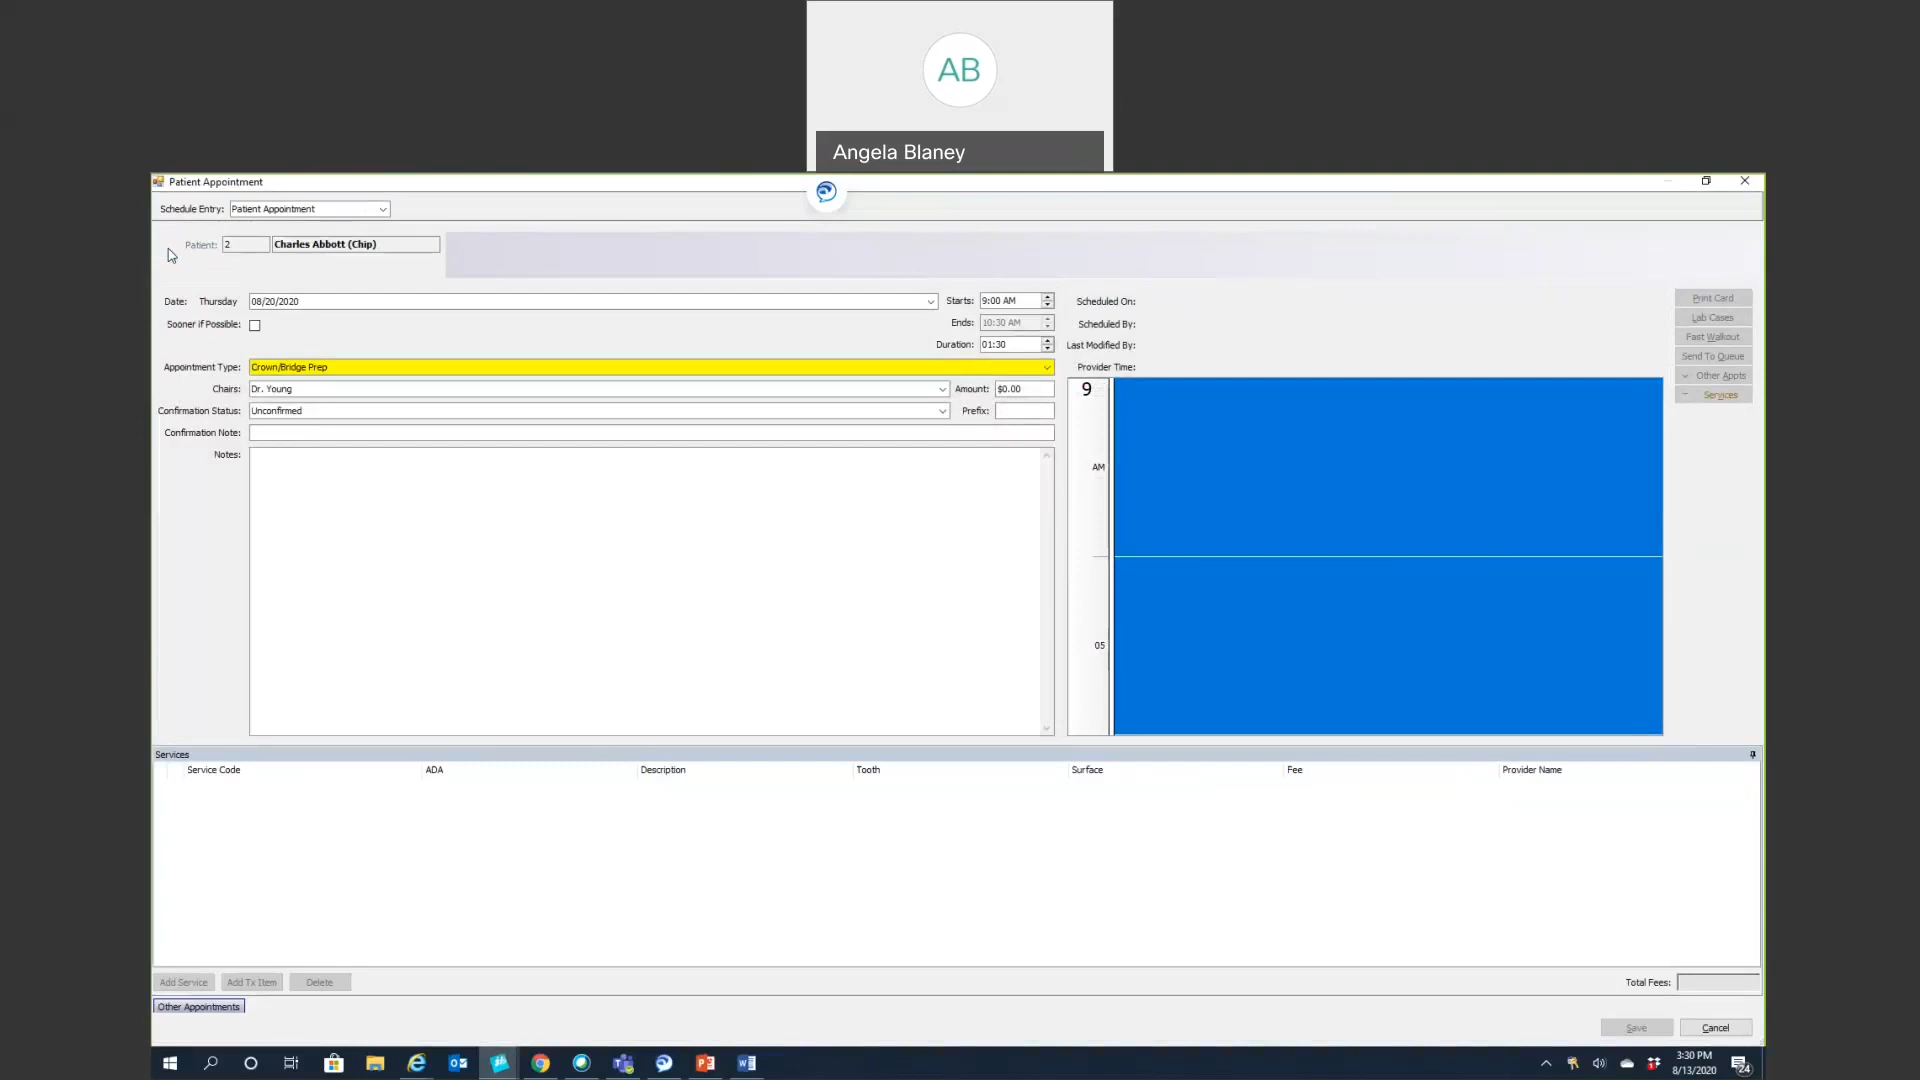 AB
Angela Blaney
Patient Appointment
Schedule Entry: Patient Appointment
Patient: 2 Charles Abbott (Chip)
Date: Thursday 08/20/2020 Starts: 9:00 AM Scheduled On: Print Card
Sooner if Possible: Ends: 10:30 AM Scheduled By: Lab Cases
Duration: 01:30 Last Modified By: Fast Walkout
Send To Queue
Appointment Type: Crown/Bridge Prep Provider Time: Other Appts
Chairs: Dr. Young Amount: $0.00 9 Services
Confirmation Status: Unconfirmed Prefix:
Confirmation Note:
Notes:
AM
05
Services
Service Code ADA Description Tooth Surface Fee Provider Name
Add Service Add Tx Item Delete Total Fees:
Other Appointments
Save Cancel
3:30 PM
8/13/2020
24